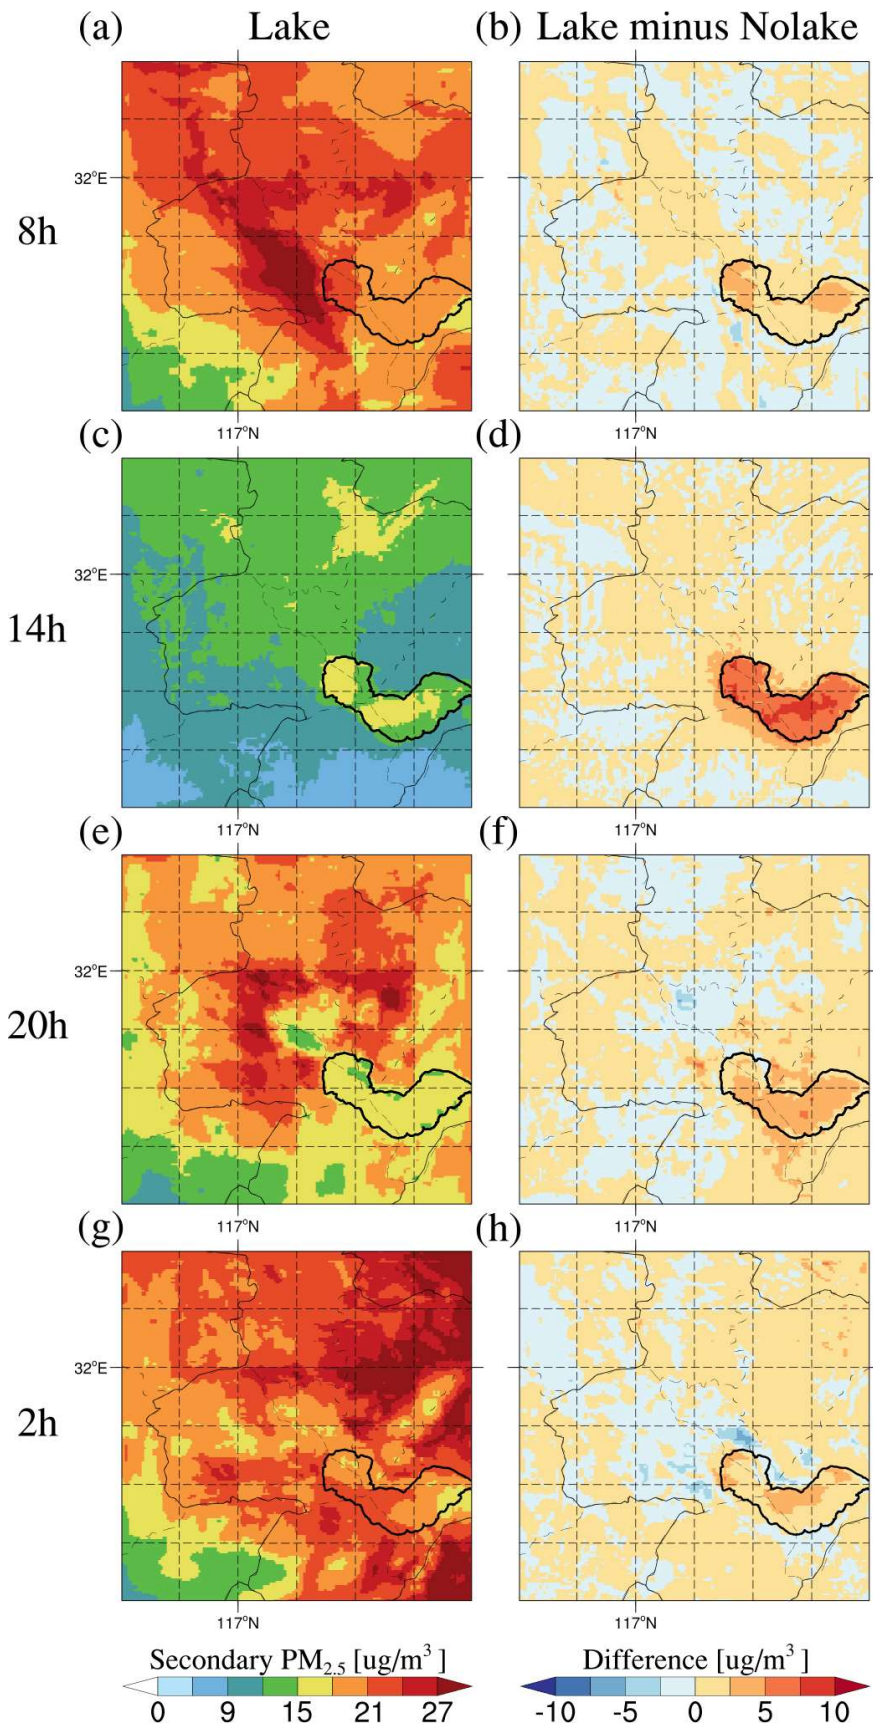 (a) Lake (b) Lake minus Nolake
8h
32°E
117°N 117°N
(c) (d)
14h
32°E
117°N 117°N
(e) (f)
20h
32°E
117°N 117°N
(g) (h)
2h
32°E
117°N 117°N
Secondary PM2.5 [ug/m³] Difference [ug/m³]
0 9 15 21 27 -10 -5 0 5 10